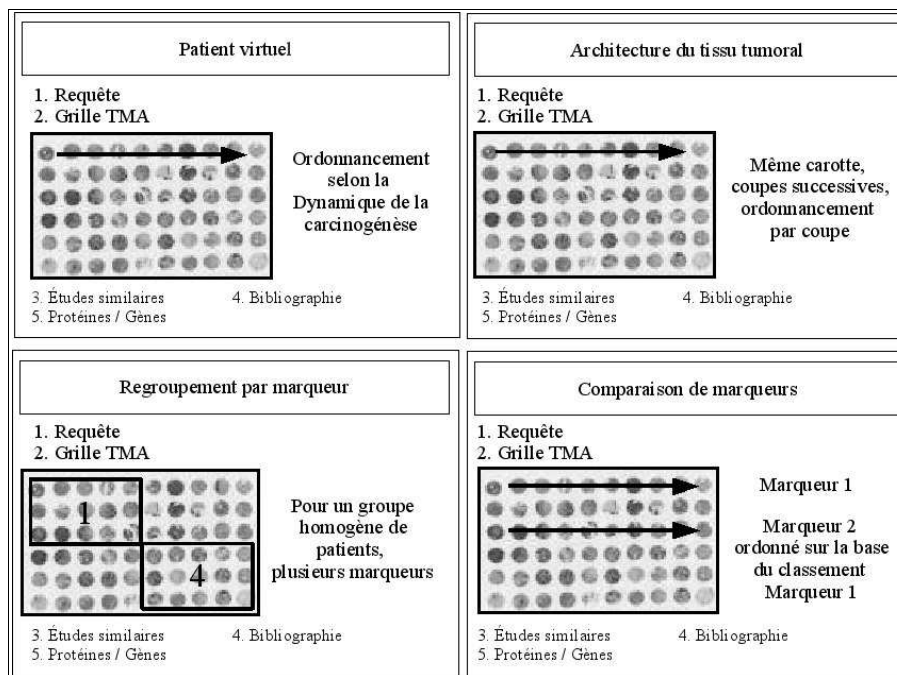 Patient virtuel
1. Requête
2. Grille TMA
Ordonnancement
selon la
Dynamique de la
carcinogénèse
3. Études similaires 4. Bibliographie
5. Protéines / Gènes
Architecture du tissu tumoral
1. Requête
2. Grille TMA
Même carotte,
coupes successives,
ordonnancement
par coupe
3. Études similaires 4. Bibliographie
5. Protéines / Gènes
Regroupement par marqueur
1. Requête
2. Grille TMA
1
4
Pour un groupe
homogène de
patients,
plusieurs marqueurs
3. Études similaires 4. Bibliographie
5. Protéines / Gènes
Comparaison de marqueurs
1. Requête
2. Grille TMA
Marqueur 1
Marqueur 2
ordonné sur la base
du classement
Marqueur 1
3. Études similaires 4. Bibliographie
5. Protéines / Gènes